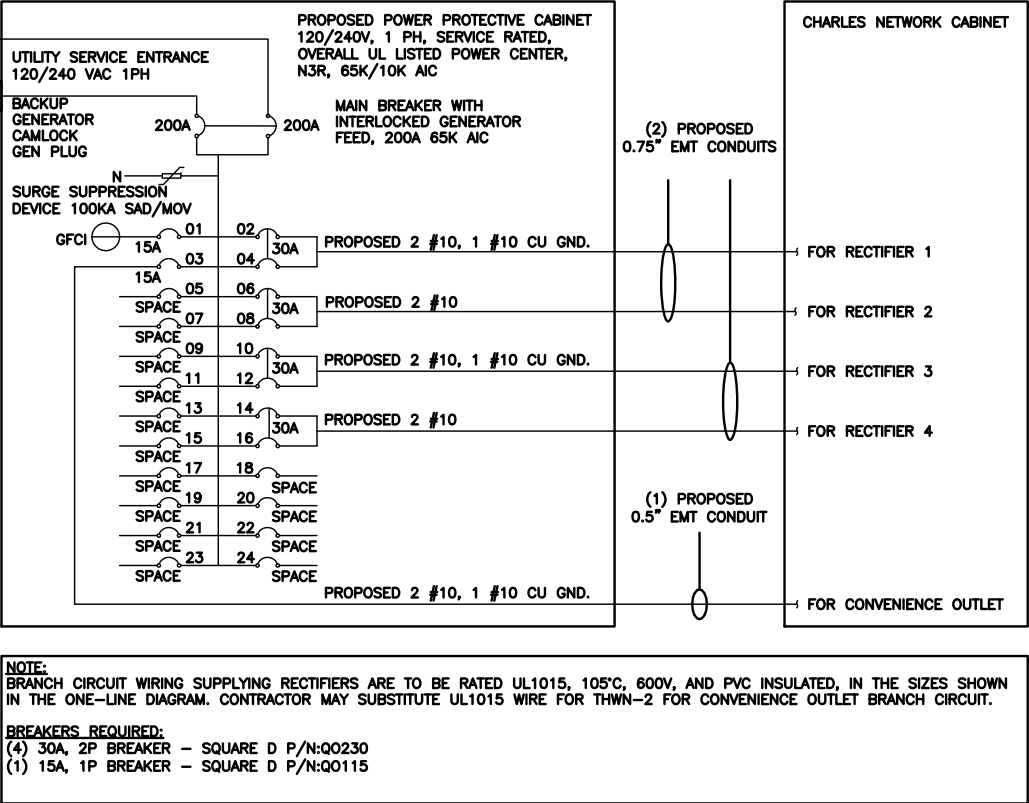 PROPOSED POWER PROTECTIVE CABINET
120/240V, 1 PH, SERVICE RATED,
OVERALL UL LISTED POWER CENTER,
N3R, 65K/10K AIC
CHARLES NETWORK CABINET
UTILITY SERVICE ENTRANCE
120/240 VAC 1PH
BACKUP
GENERATOR
CAMLOCK
GEN PLUG
200A
200A
MAIN BREAKER WITH
INTERLOCKED GENERATOR
FEED, 200A 65K AIC
(2) PROPOSED
0.75" EMT CONDUITS
N
SURGE SUPPRESSION
DEVICE 100KA SAD/MOV
GFCI
15A
01
02
30A
PROPOSED 2 #10, 1 #10 CU GND.
FOR RECTIFIER 1
15A
03
04
SPACE
05
06
30A
PROPOSED 2 #10
FOR RECTIFIER 2
SPACE
07
08
SPACE
09
10
30A
PROPOSED 2 #10, 1 #10 CU GND.
FOR RECTIFIER 3
SPACE
11
12
SPACE
13
14
30A
PROPOSED 2 #10
FOR RECTIFIER 4
SPACE
15
16
SPACE
17
18
SPACE
SPACE
19
20
SPACE
SPACE
21
22
SPACE
SPACE
23
24
SPACE
(1) PROPOSED
0.5" EMT CONDUIT
PROPOSED 2 #10, 1 #10 CU GND.
FOR CONVENIENCE OUTLET
NOTE:
BRANCH CIRCUIT WIRING SUPPLYING RECTIFIERS ARE TO BE RATED UL1015, 105°C, 600V, AND PVC INSULATED, IN THE SIZES SHOWN
IN THE ONE-LINE DIAGRAM. CONTRACTOR MAY SUBSTITUTE UL1015 WIRE FOR THWN-2 FOR CONVENIENCE OUTLET BRANCH CIRCUIT.
BREAKERS REQUIRED:
(4) 30A, 2P BREAKER - SQUARE D P/N:QO230
(1) 15A, 1P BREAKER - SQUARE D P/N:QO115